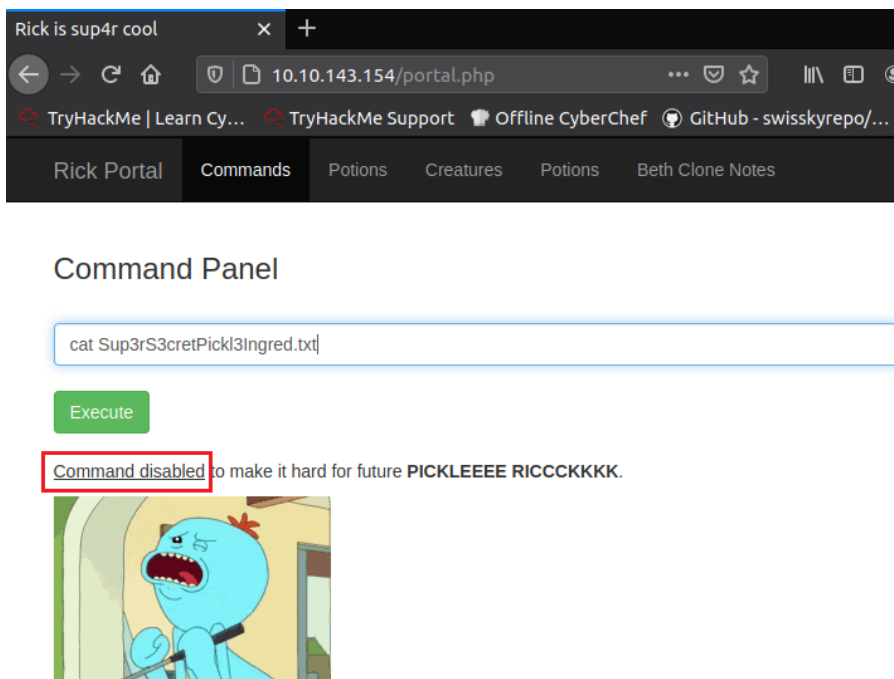 Rick is sup4r cool
10.10.143.154/portal.php
TryHackMe | Learn Cy… TryHackMe Support Offline CyberChef GitHub - swisskyrepo/…
Rick Portal Commands Potions Creatures Potions Beth Clone Notes
Command Panel
cat Sup3rS3cretPickl3Ingred.txt
Execute
Command disabled to make it hard for future PICKLEEEE RICCCKKKK.